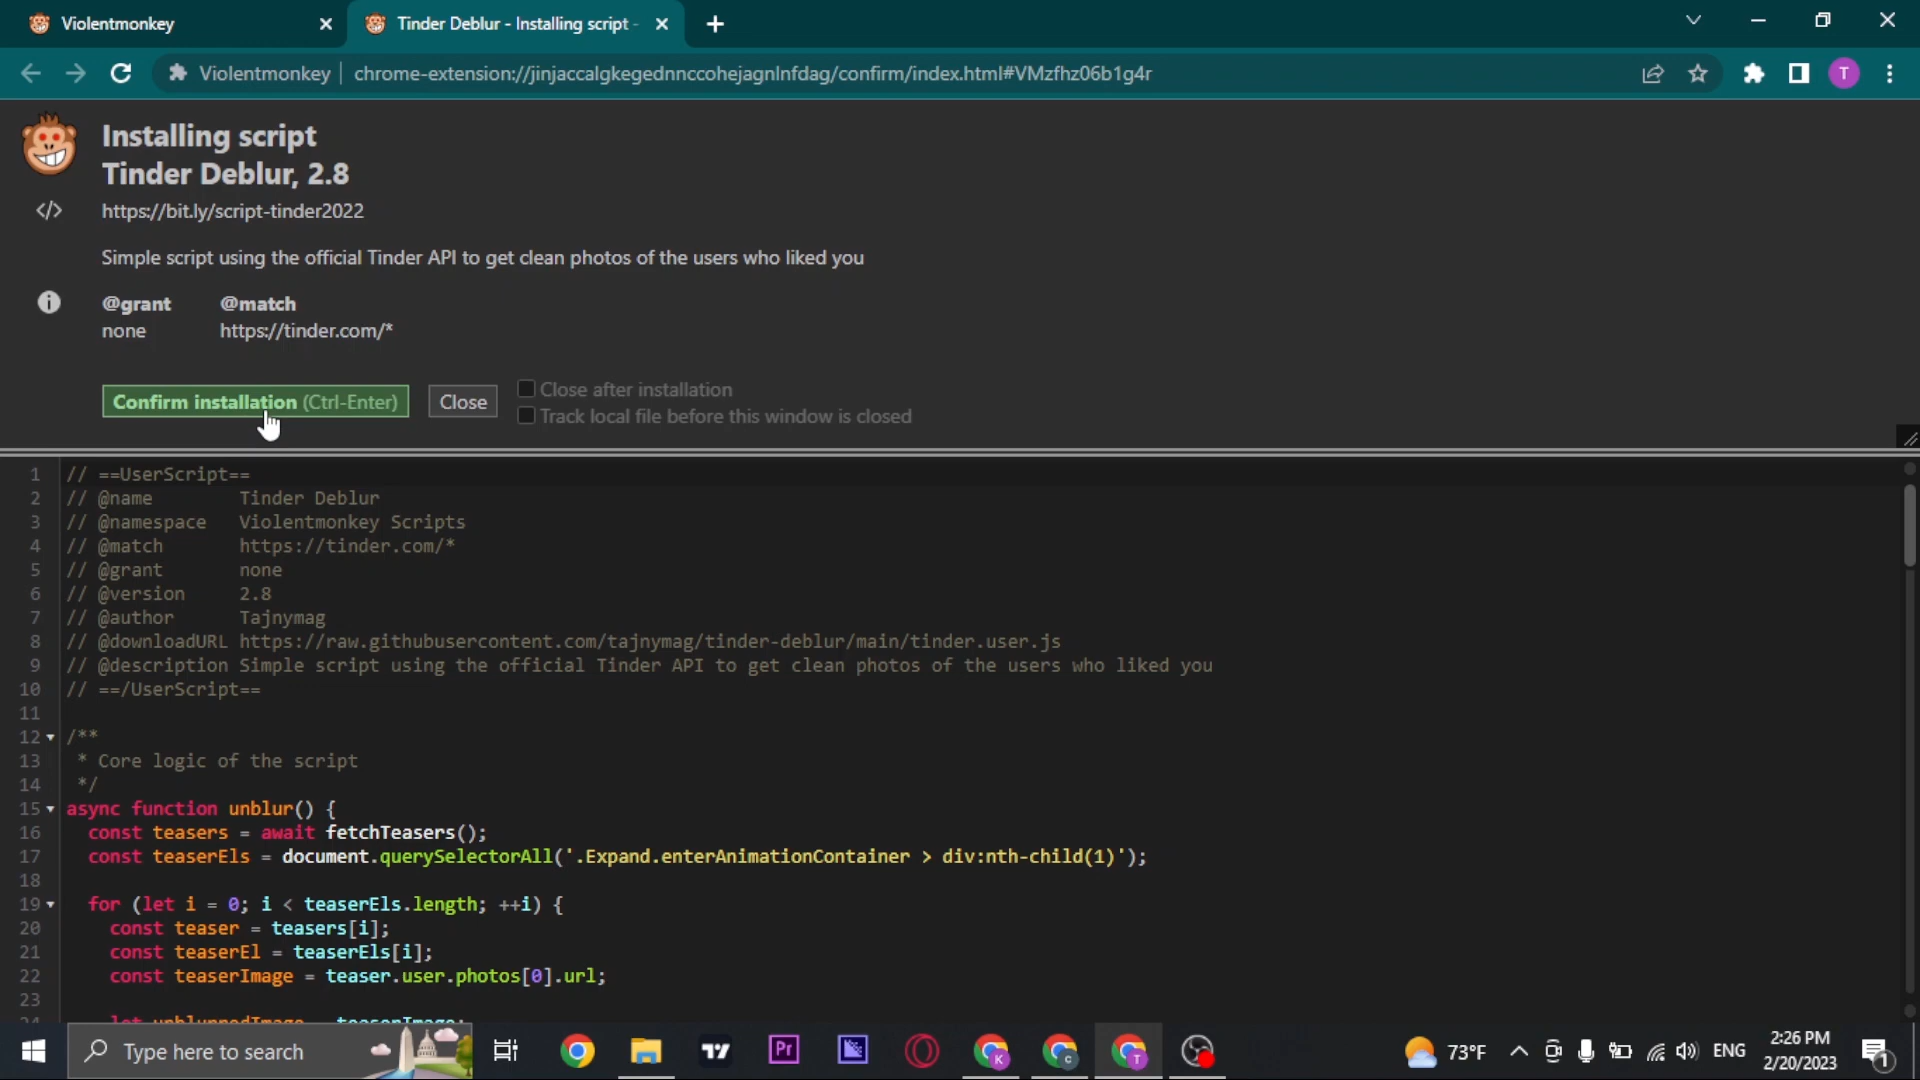 Violentmonkey
Tinder Deblur - Installing script -
Violentmonkey
chrome-extension://jinjaccalgkegednnccohejagnlnfdag/confirm/index.html#VMzfhz06b1g4r
T
Installing script
Tinder Deblur, 2.8
</> https://bit.ly/script-tinder2022
Simple script using the official Tinder API to get clean photos of the users who liked you
@grant @match
none https://tinder.com/*
Confirm installation (Ctrl-Enter)
Close
Close after installation
Track local file before this window is closed
1 // ==UserScript==
2 // @name Tinder Deblur
3 // @namespace Violentmonkey Scripts
4 // @match https://tinder.com/*
5 // @grant none
6 // @version 2.8
7 // @author Tajnymag
8 // @downloadURL https://raw.githubusercontent.com/tajnymag/tinder-deblur/main/tinder.user.js
9 // @description Simple script using the official Tinder API to get clean photos of the users who liked you
10 // ==/UserScript==
11
12 /**
13 * Core logic of the script
14 */
15 async function unblur() {
16 const teasers = await fetchTeasers();
17 const teaserEls = document.querySelectorAll('.Expand.enterAnimationContainer > div:nth-child(1)');
18
19 for (let i = 0; i < teaserEls.length; ++i) {
20 const teaser = teasers[i];
21 const teaserEl = teaserEls[i];
22 const teaserImage = teaser.user.photos[0].url;
23
Type here to search
Pr
K
C
T
73°F
ENG
2:26 PM
2/20/2023
1